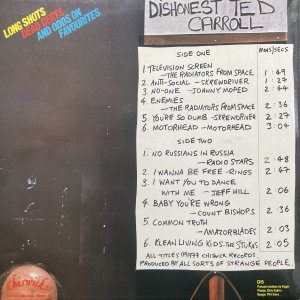 LONG SHOTS
DEAD CERTS
AND ODDS ON
FAVOURITES
DISHONEST TED
CARROLL
SIDE ONE
MINS/SECS
1. TELEVISION SCREEN
—THE RADIATORS FROM SPACE 1:49
2. ANTI-SOCIAL — SKREWDRIVER 1:27
3. NO-ONE — JOHNNY MOPED 2:44
4. ENEMIES
— THE RADIATORS FROM SPACE 2:36
5. YOU'RE SO DUMB — SKREWDRIVER 2:27
6. MOTORHEAD — MOTORHEAD 3:04
SIDE TWO
1. NO RUSSIANS IN RUSSIA
— RADIO STARS 2:48
2. I WANNA BE FREE — RINGS 2:47
3. I WANT YOU TO DANCE
WITH ME — JEFF HILL 2:06
4. BABY YOU'RE WRONG
— COUNT BISHOPS 2:36
5. COMMON TRUTH
— AMAZORBLADES 2:03
6. KLEAN LIVING KIDS — THE STUKAS 2:05
ALL TITLES ℗1977 CHISWICK RECORDS.
PRODUCED BY ALL SORTS OF STRANGE PEOPLE.
Chiswick